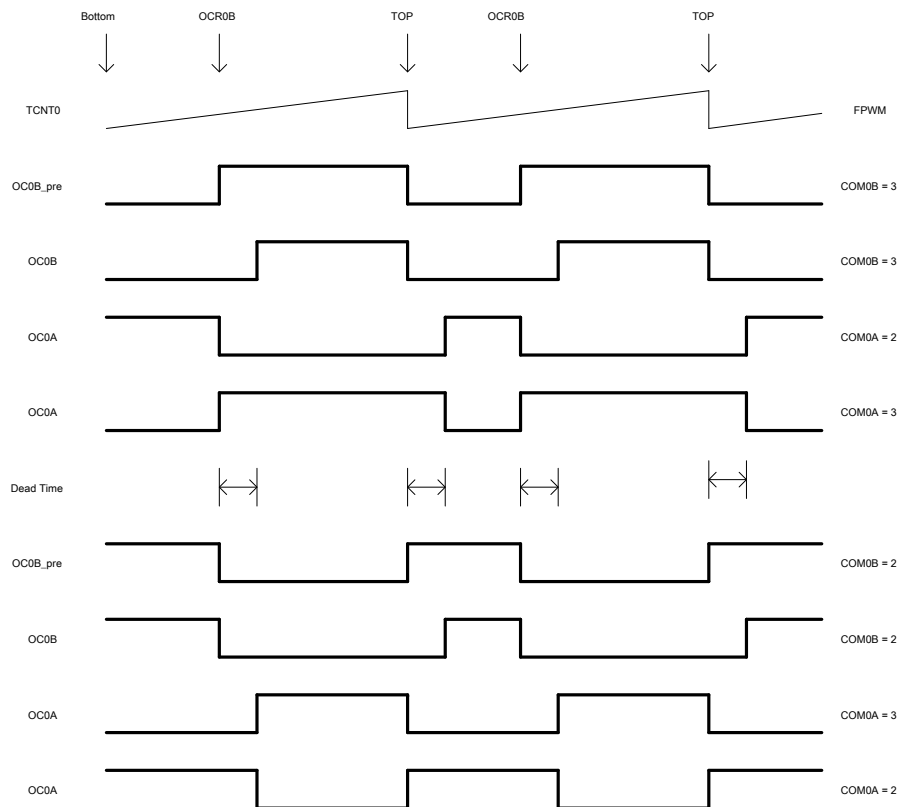 Bottom OCR0B TOP OCR0B TOP
TCNT0 FPWM
OC0B_pre COM0B = 3
OC0B COM0B = 3
OC0A COM0A = 2
OC0A COM0A = 3
Dead Time
OC0B_pre COM0B = 2
OC0B COM0B = 2
OC0A COM0A = 3
OC0A COM0A = 2